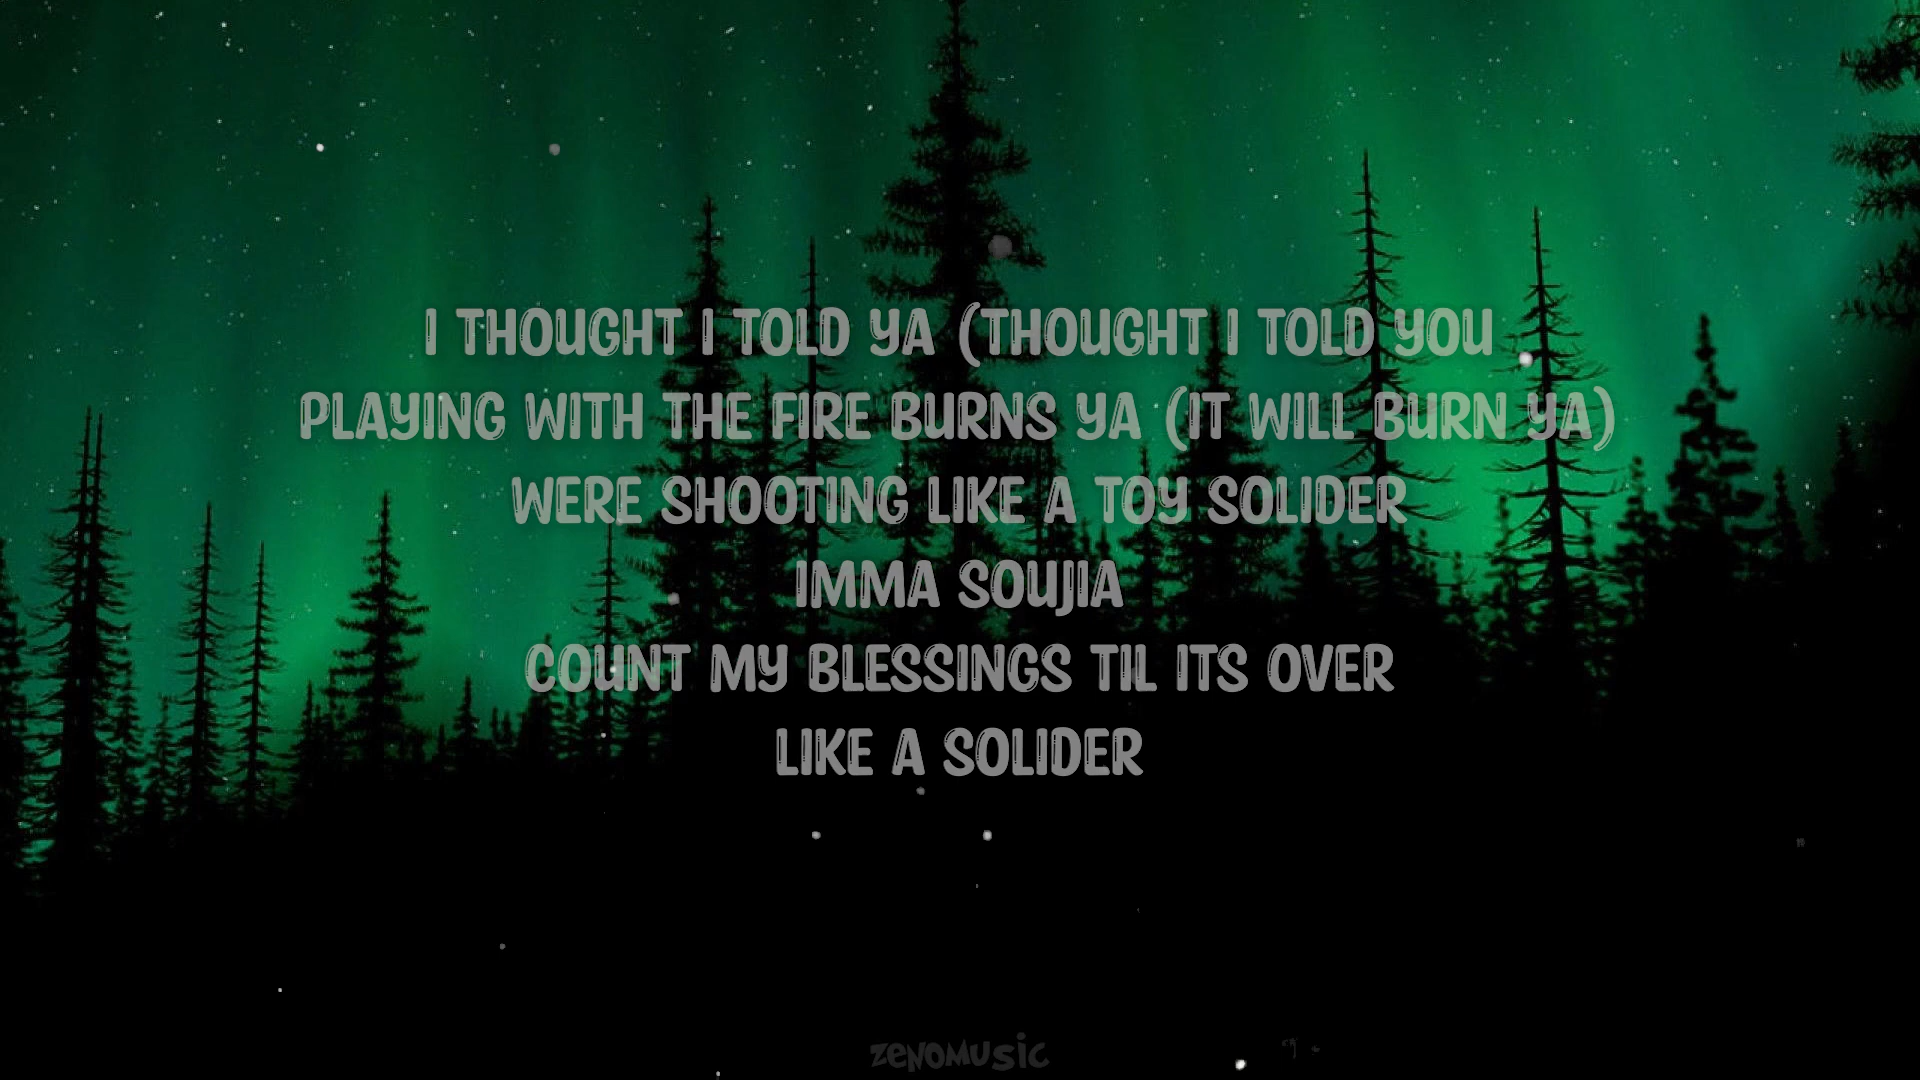 I THOUGHT I TOLD YA (THOUGHT I TOLD YOU
PLAYING WITH THE FIRE BURNS YA (IT WILL BURN YA)
WERE SHOOTING LIKE A TOY SOLIDER
IMMA SOUJIA
COUNT MY BLESSINGS TIL ITS OVER
LIKE A SOLIDER
ZENOMUSIC